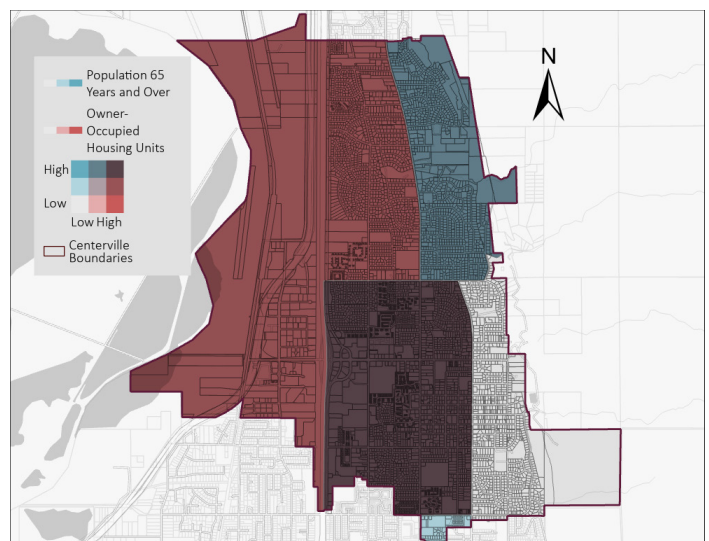 Population 65
Years and Over
Owner-
Occupied
Housing Units
High
Low
Low High
Centerville
Boundaries
N